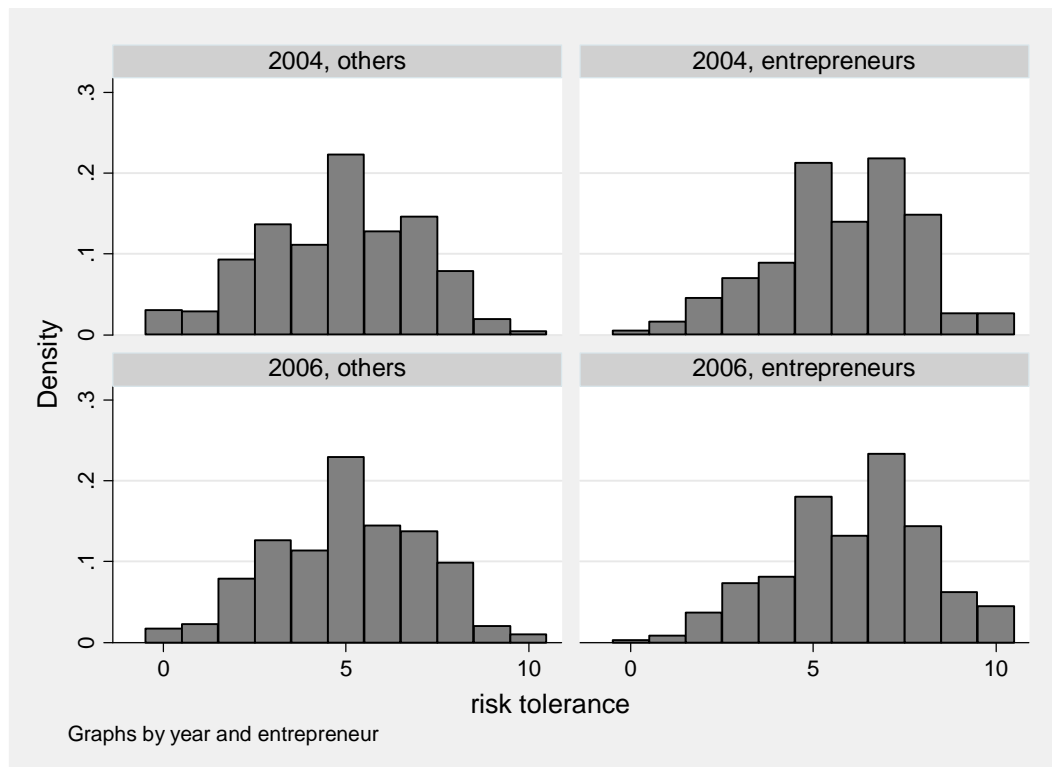 2004, others
2004, entrepreneurs
.3
.2
.1
0
2006, others
2006, entrepreneurs
.3
.2
.1
0
Density
0 5 10
0 5 10
risk tolerance
Graphs by year and entrepreneur